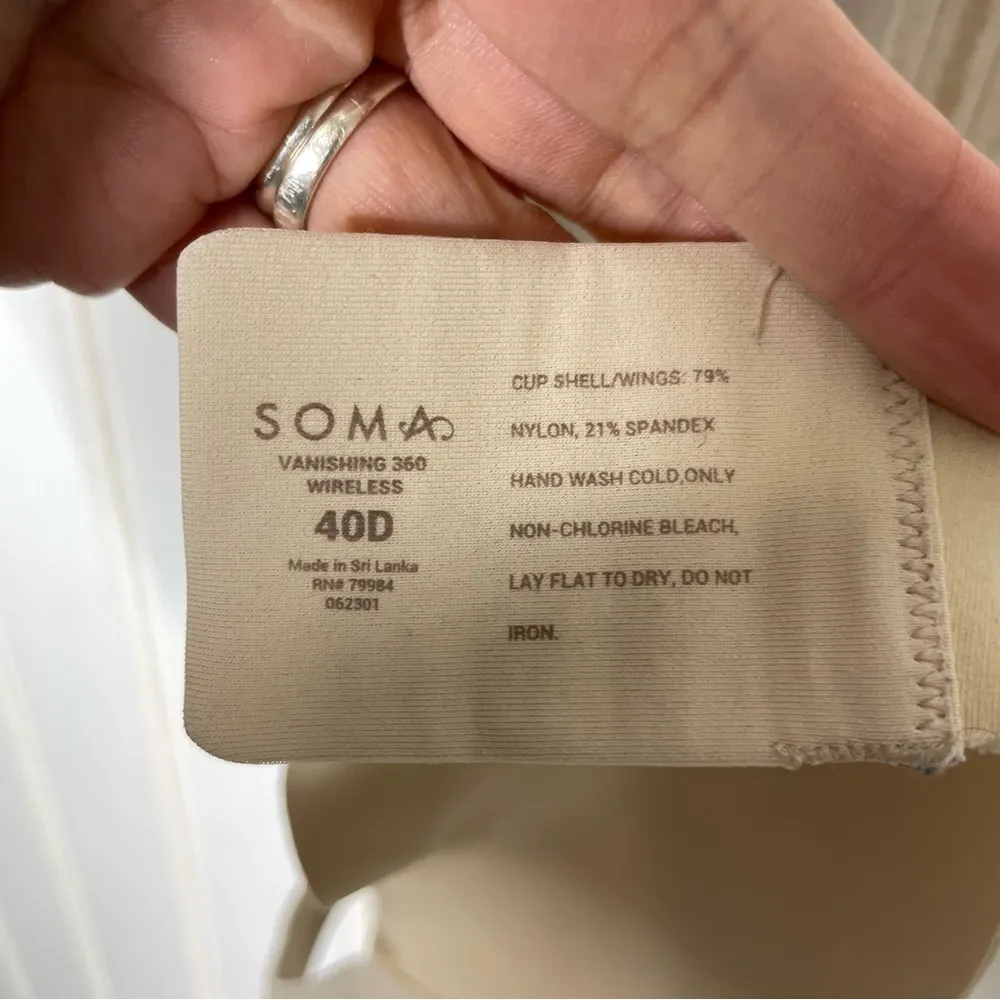 SOMA
VANISHING 360
WIRELESS
40D
Made in Sri Lanka
RN# 79984
062301
CUP SHELL/WINGS: 79%
NYLON, 21% SPANDEX
HAND WASH COLD,ONLY
NON-CHLORINE BLEACH,
LAY FLAT TO DRY, DO NOT
IRON.